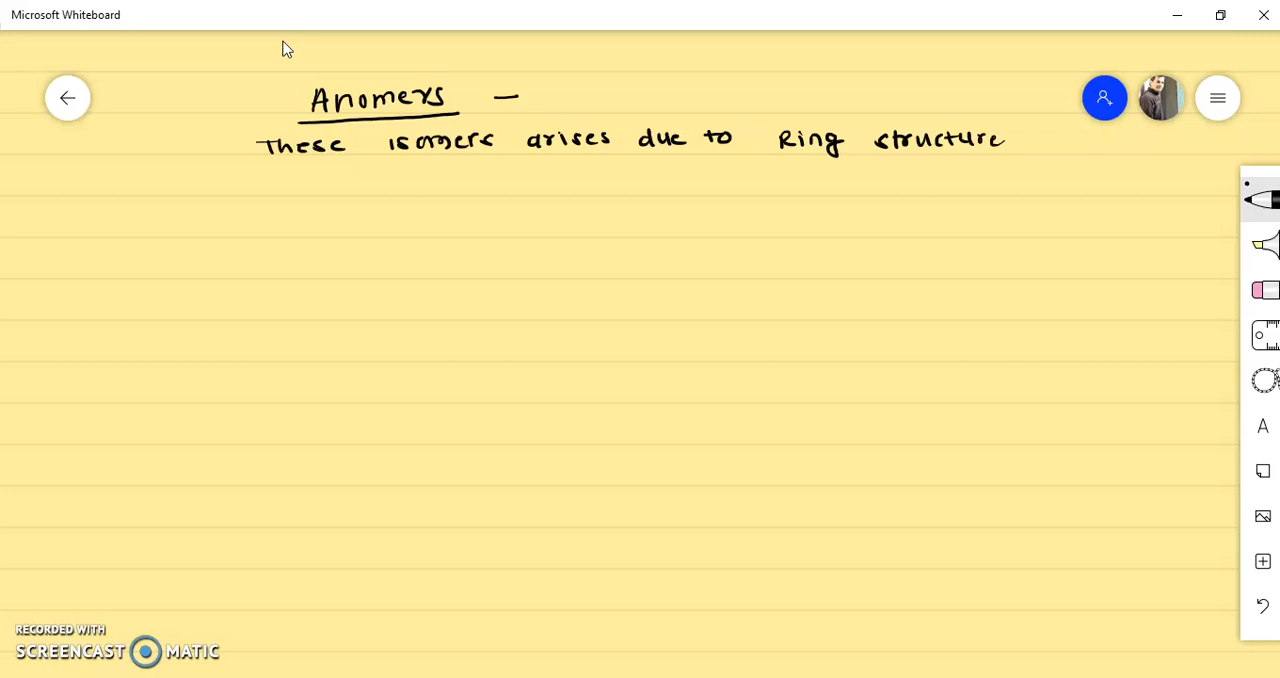 Microsoft Whiteboard
Anomers —
These isomers arises due to Ring structure
A
RECORDED WITH
SCREENCAST MATIC